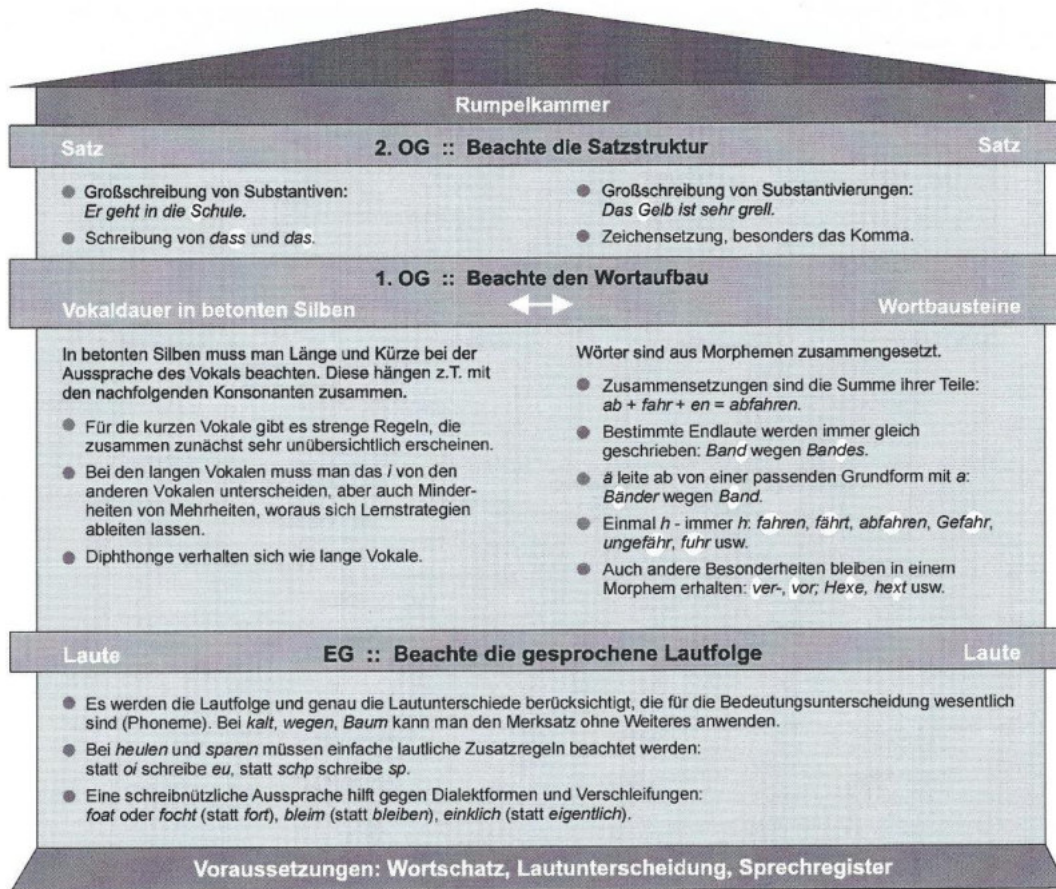 Rumpelkammer
Satz 2. OG :: Beachte die Satzstruktur Satz
● Großschreibung von Substantiven:
Er geht in die Schule.
● Schreibung von dass und das.
● Großschreibung von Substantivierungen:
Das Gelb ist sehr grell.
● Zeichensetzung, besonders das Komma.
1. OG :: Beachte den Wortaufbau
Vokaldauer in betonten Silben Wortbausteine
In betonten Silben muss man Länge und Kürze bei der
Aussprache des Vokals beachten. Diese hängen z.T. mit
den nachfolgenden Konsonanten zusammen.
● Für die kurzen Vokale gibt es strenge Regeln, die
zusammen zunächst sehr unübersichtlich erscheinen.
● Bei den langen Vokalen muss man das i von den
anderen Vokalen unterscheiden, aber auch Minder-
heiten von Mehrheiten, woraus sich Lernstrategien
ableiten lassen.
● Diphthonge verhalten sich wie lange Vokale.
Wörter sind aus Morphemen zusammengesetzt.
● Zusammensetzungen sind die Summe ihrer Teile:
ab + fahr + en = abfahren.
● Bestimmte Endlaute werden immer gleich
geschrieben: Band wegen Bandes.
● ä leite ab von einer passenden Grundform mit a:
Bänder wegen Band.
● Einmal h - immer h: fahren, fährt, abfahren, Gefahr,
ungefähr, fuhr usw.
● Auch andere Besonderheiten bleiben in einem
Morphem erhalten: ver-, vor; Hexe, hext usw.
Laute EG :: Beachte die gesprochene Lautfolge Laute
● Es werden die Lautfolge und genau die Lautunterschiede berücksichtigt, die für die Bedeutungsunterscheidung wesentlich
sind (Phoneme). Bei kalt, wegen, Baum kann man den Merksatz ohne Weiteres anwenden.
● Bei heulen und sparen müssen einfache lautliche Zusatzregeln beachtet werden:
statt oi schreibe eu, statt schp schreibe sp.
● Eine schreibnützliche Aussprache hilft gegen Dialektformen und Verschleifungen:
foat oder focht (statt fort), bleim (statt bleiben), einklich (statt eigentlich).
Voraussetzungen: Wortschatz, Lautunterscheidung, Sprechregister